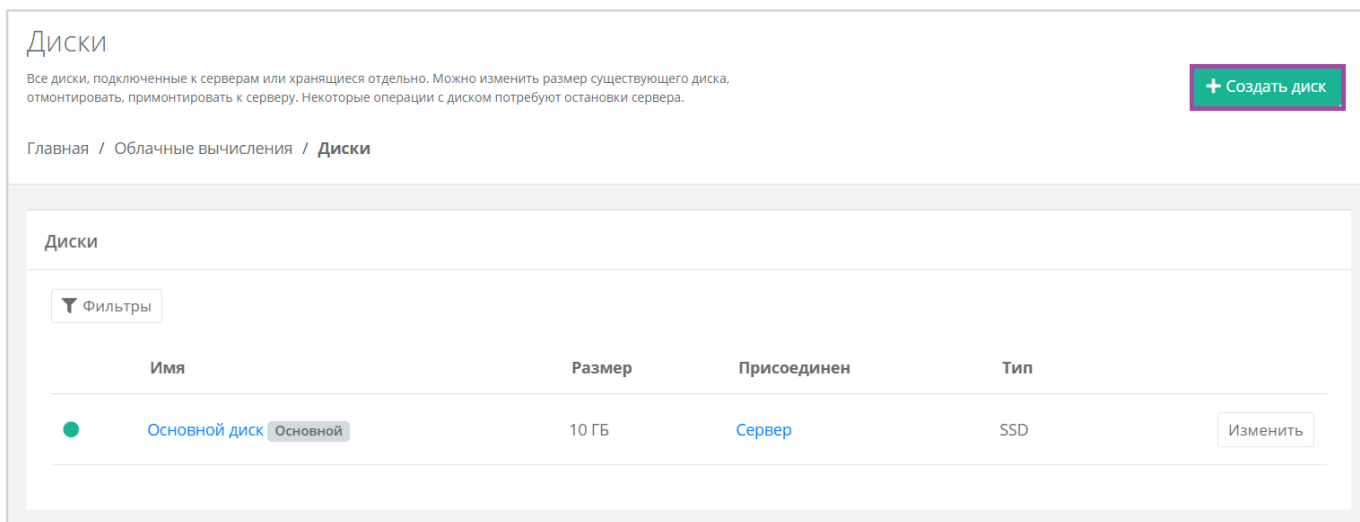 Диски
Все диски, подключенные к серверам или хранящиеся отдельно. Можно изменить размер существующего диска,
отмонтировать, примонтировать к серверу. Некоторые операции с диском потребуют остановки сервера.
+ Создать диск
Главная / Облачные вычисления / Диски
Диски
Фильтры
Имя Размер Присоединен Тип
Основной диск Основной 10 ГБ Сервер SSD Изменить